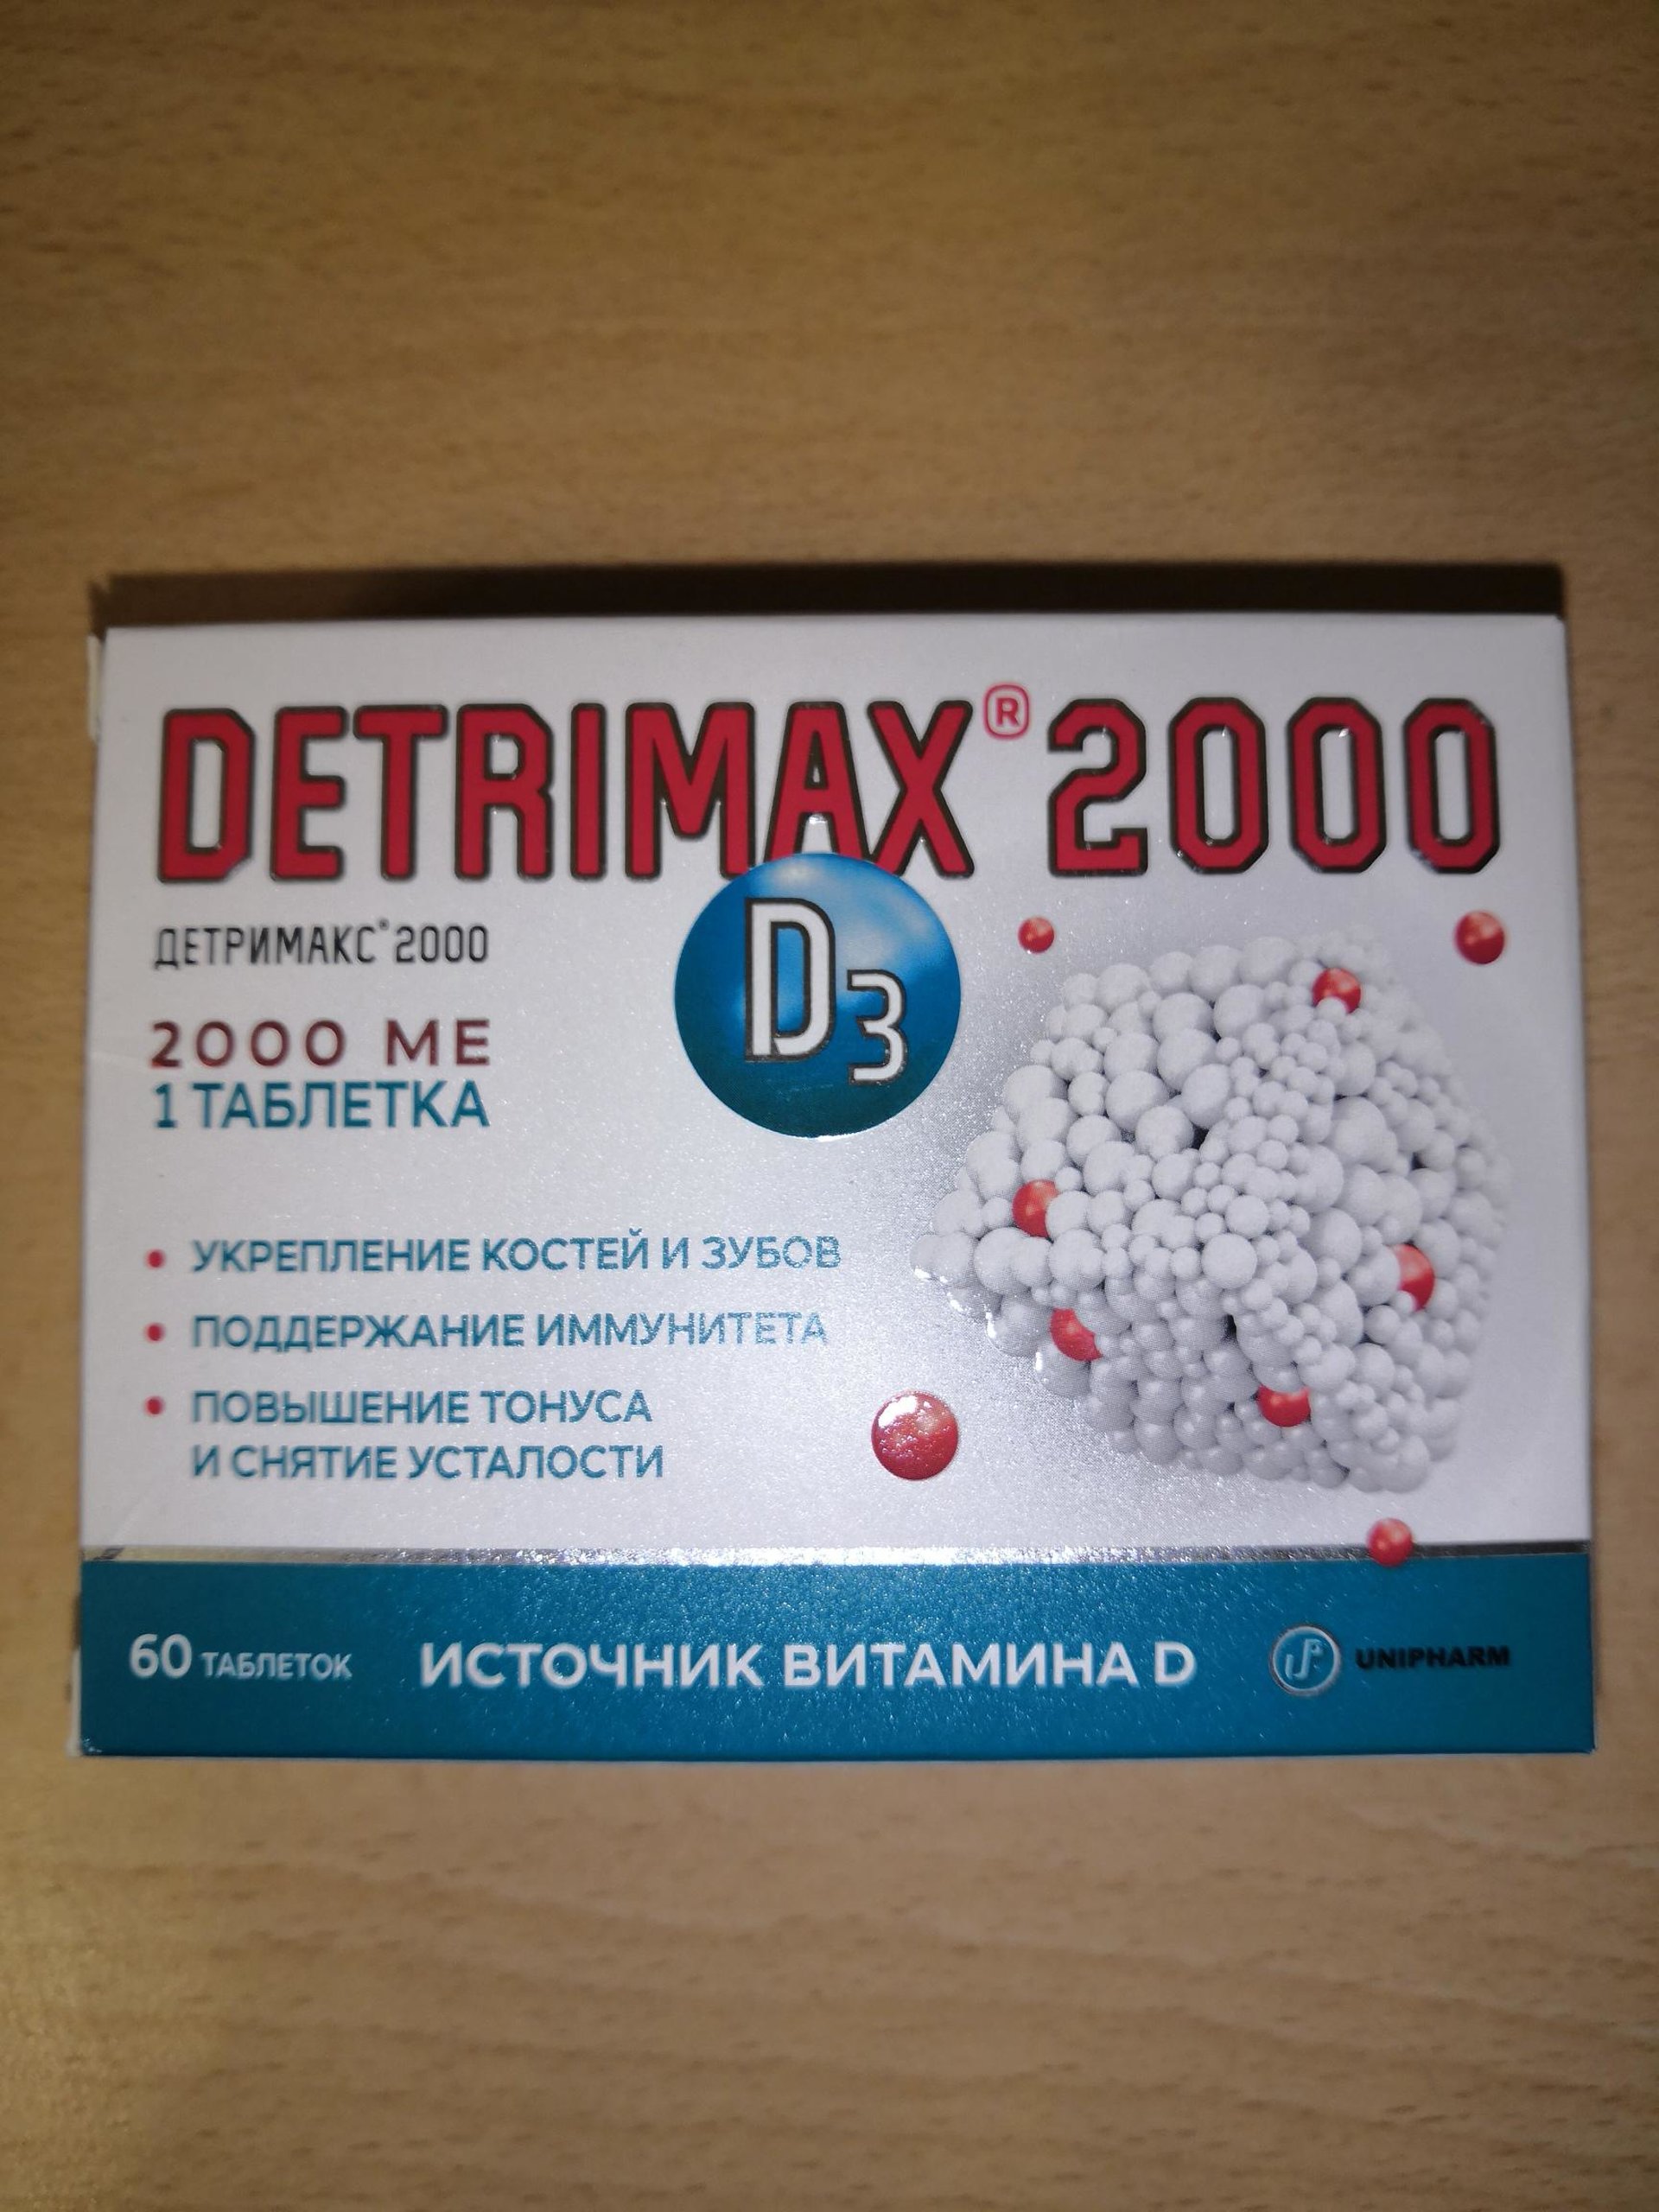 DETRIMAX® 2000
D3
ДЕТРИМАКС® 2000
2000 МЕ
1 ТАБЛЕТКА
• УКРЕПЛЕНИЕ КОСТЕЙ И ЗУБОВ
• ПОДДЕРЖАНИЕ ИММУНИТЕТА
• ПОВЫШЕНИЕ ТОНУСА
И СНЯТИЕ УСТАЛОСТИ
60 ТАБЛЕТОК ИСТОЧНИК ВИТАМИНА D UNIPHARM